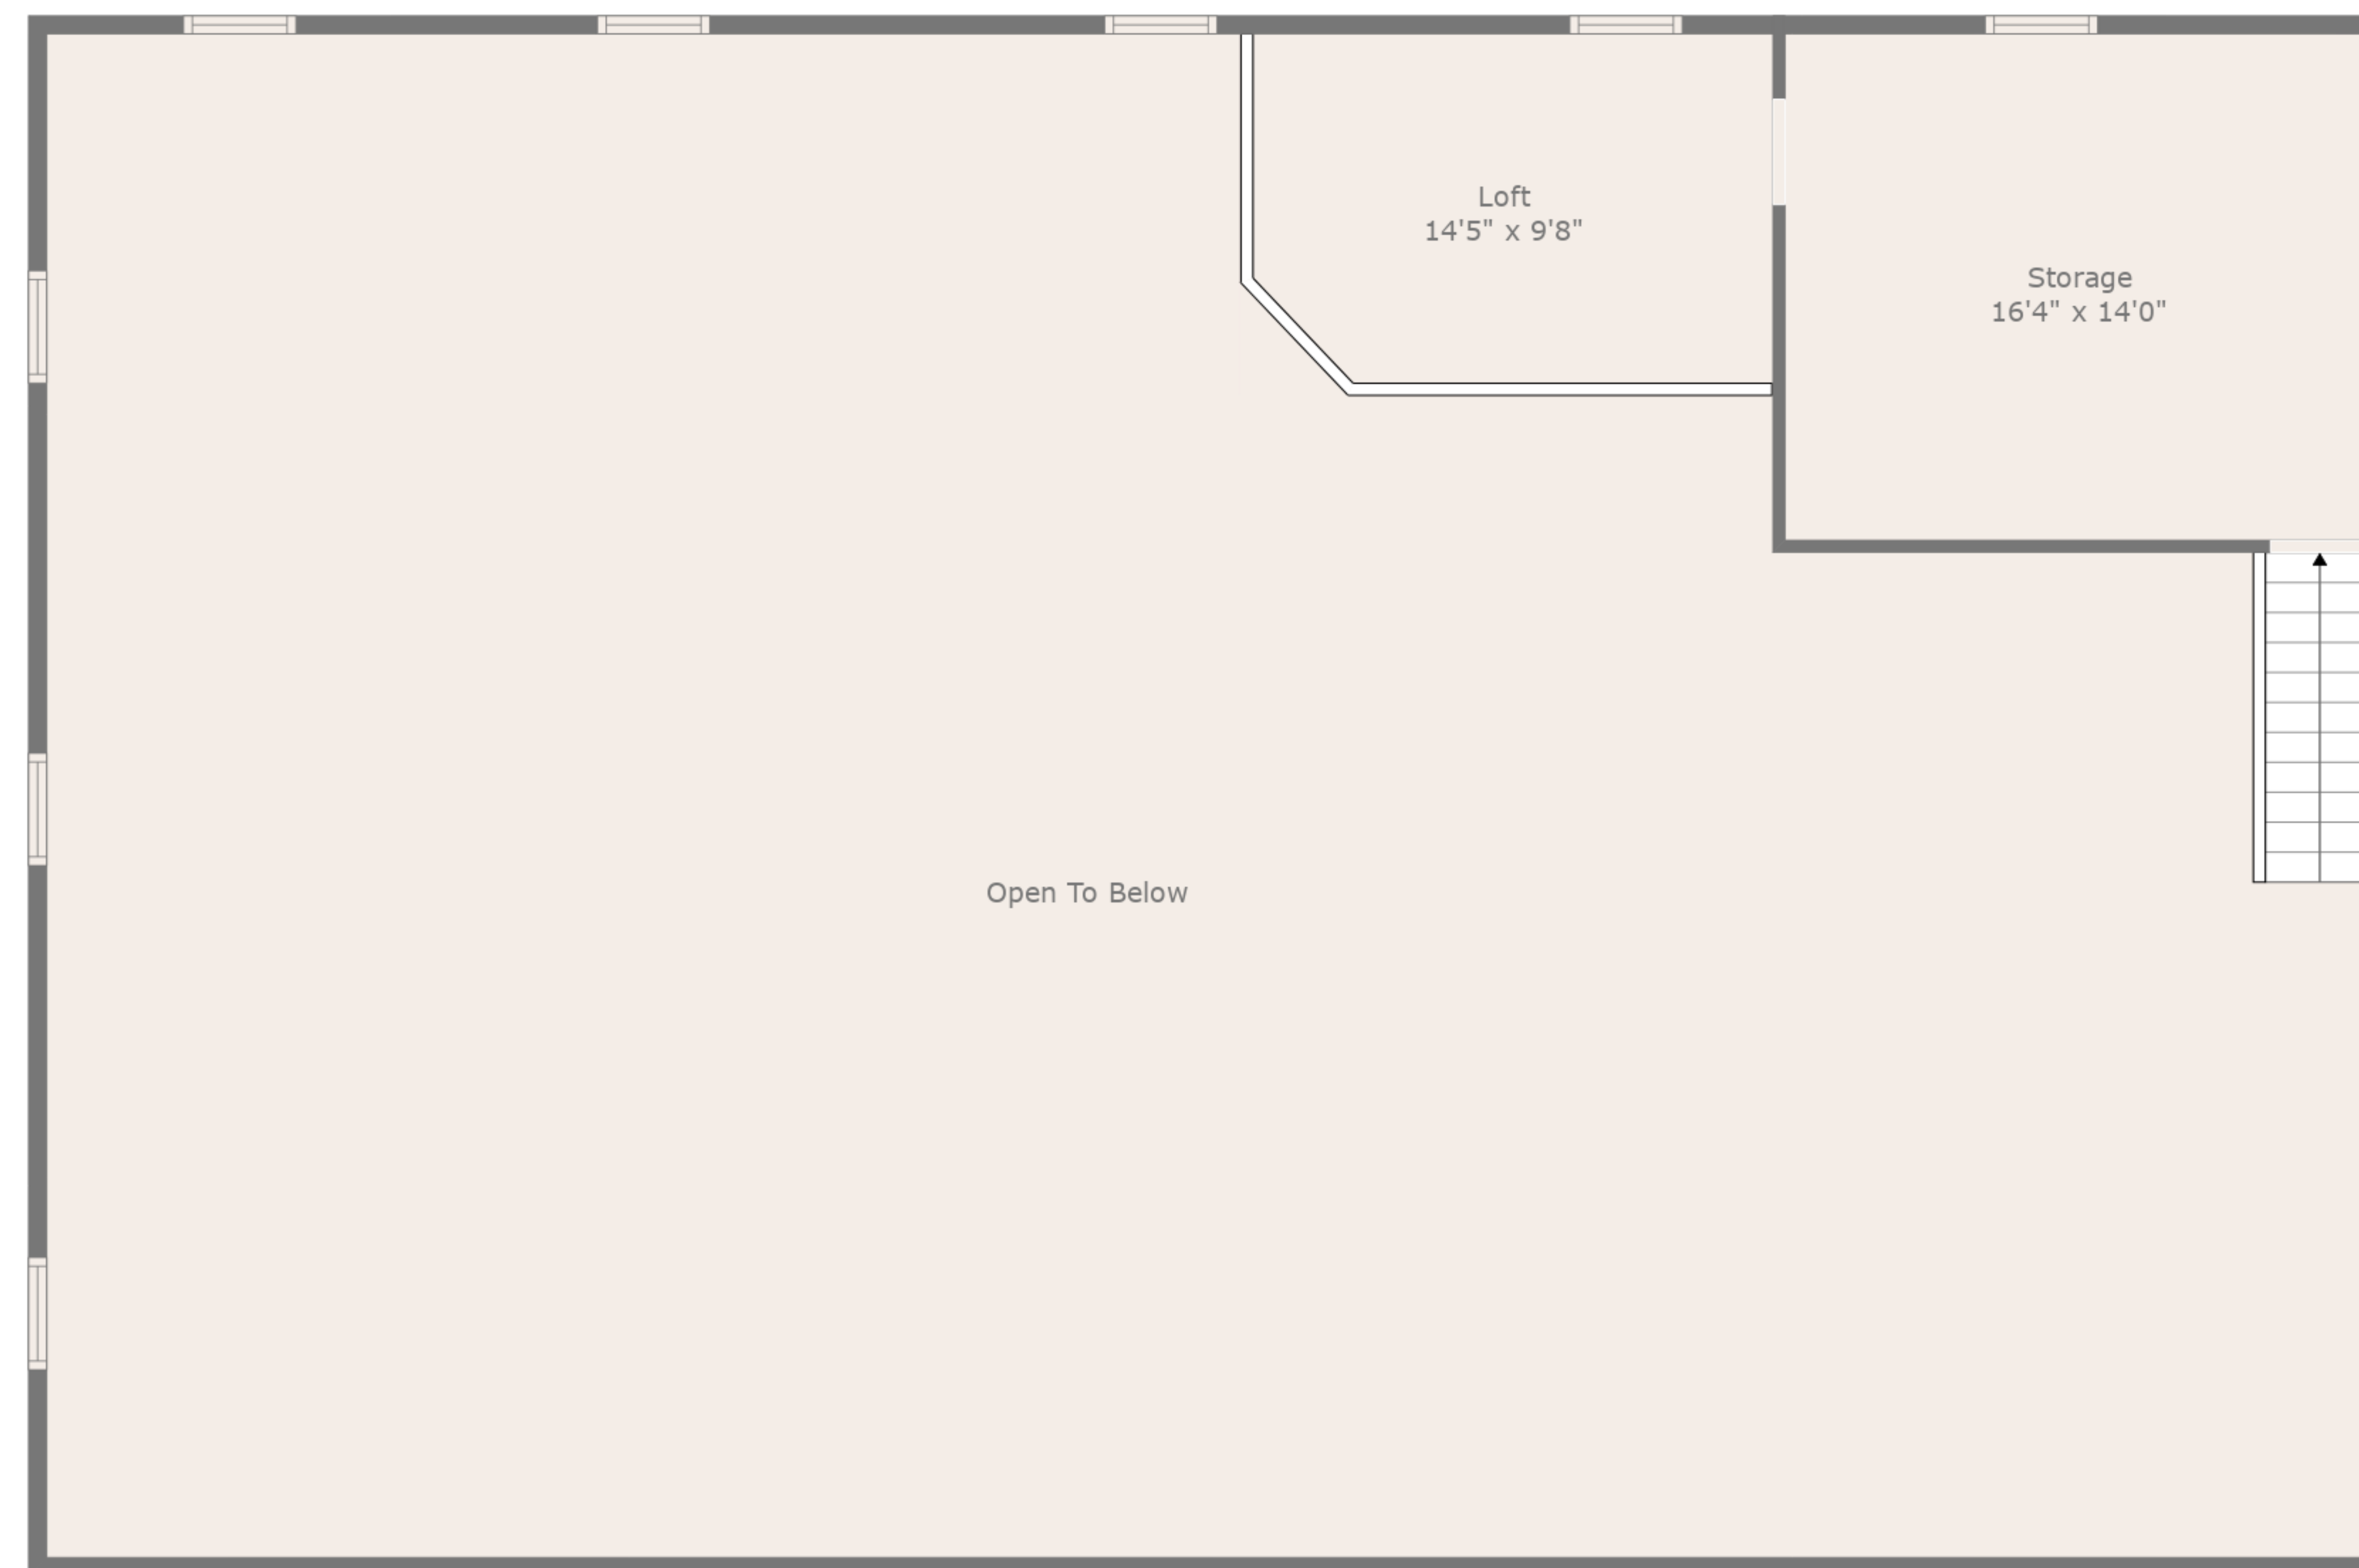 Loft
14'5" x 9'8"
Storage
16'4" x 14'0"
Open To Below